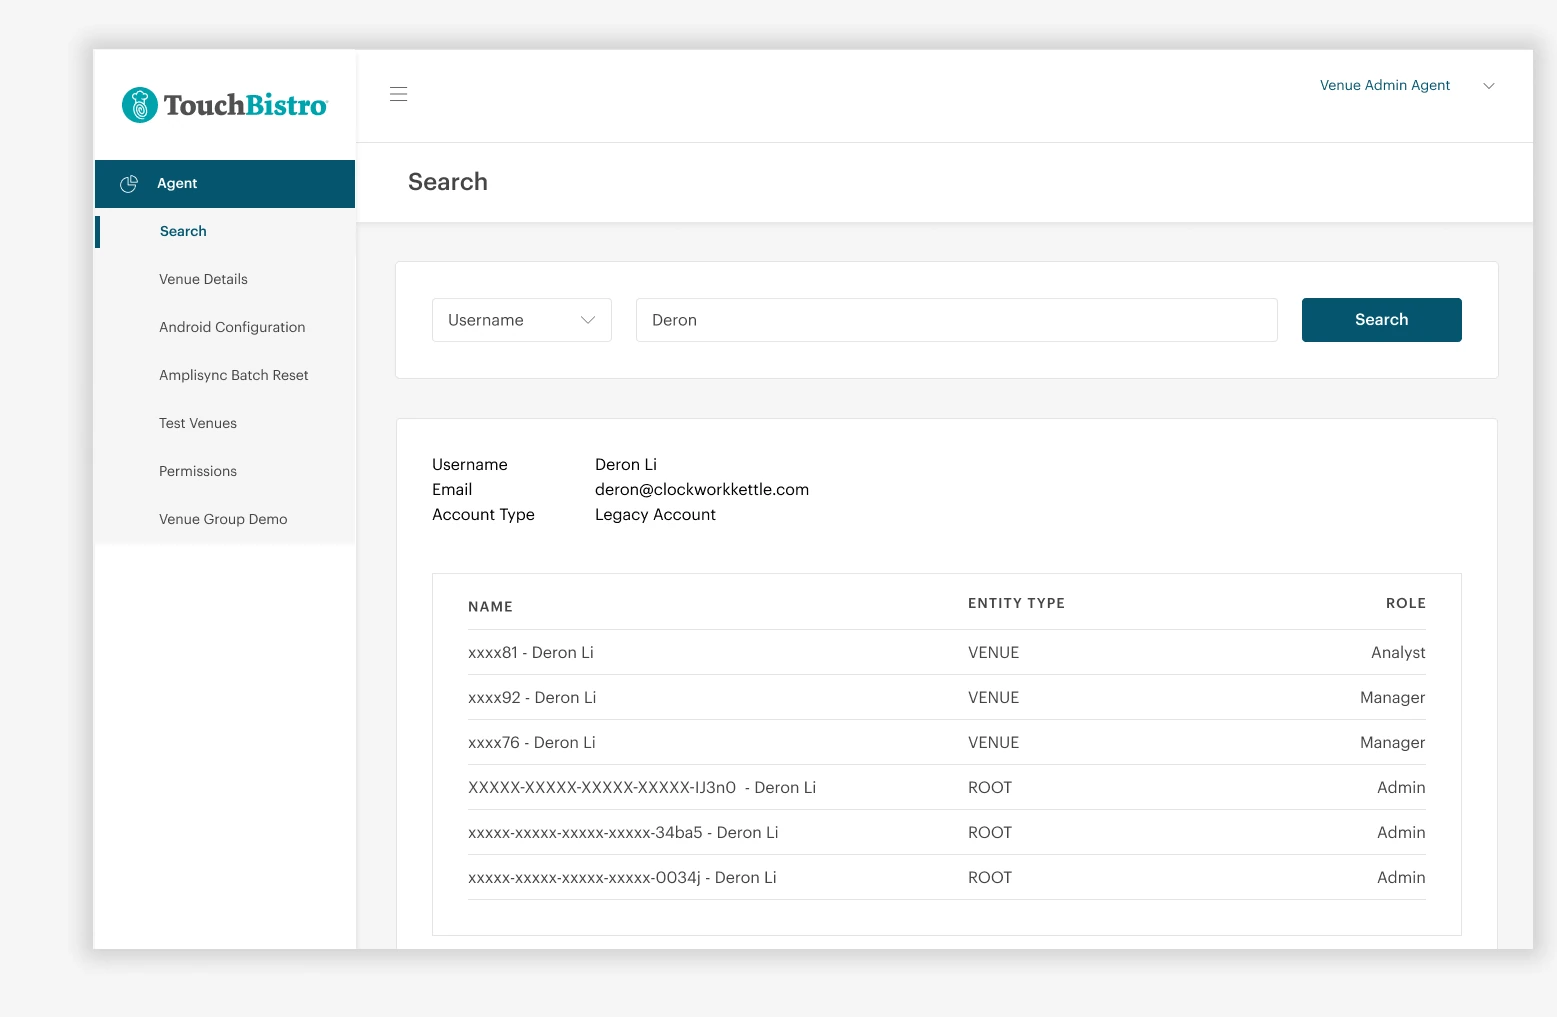 TouchBistro
Venue Admin Agent
Agent
Search
Search
Venue Details
Android Configuration
Amplisync Batch Reset
Test Venues
Permissions
Venue Group Demo
Username
Deron
Search
Username Deron Li
Email deron@clockworkkettle.com
Account Type Legacy Account
NAME ENTITY TYPE ROLE
xxxx81 - Deron Li VENUE Analyst
xxxx92 - Deron Li VENUE Manager
xxxx76 - Deron Li VENUE Manager
XXXXX-XXXXX-XXXXX-XXXXX-IJ3n0 - Deron Li ROOT Admin
xxxxx-xxxxx-xxxxx-xxxxx-34ba5 - Deron Li ROOT Admin
xxxxx-xxxxx-xxxxx-xxxxx-0034j - Deron Li ROOT Admin